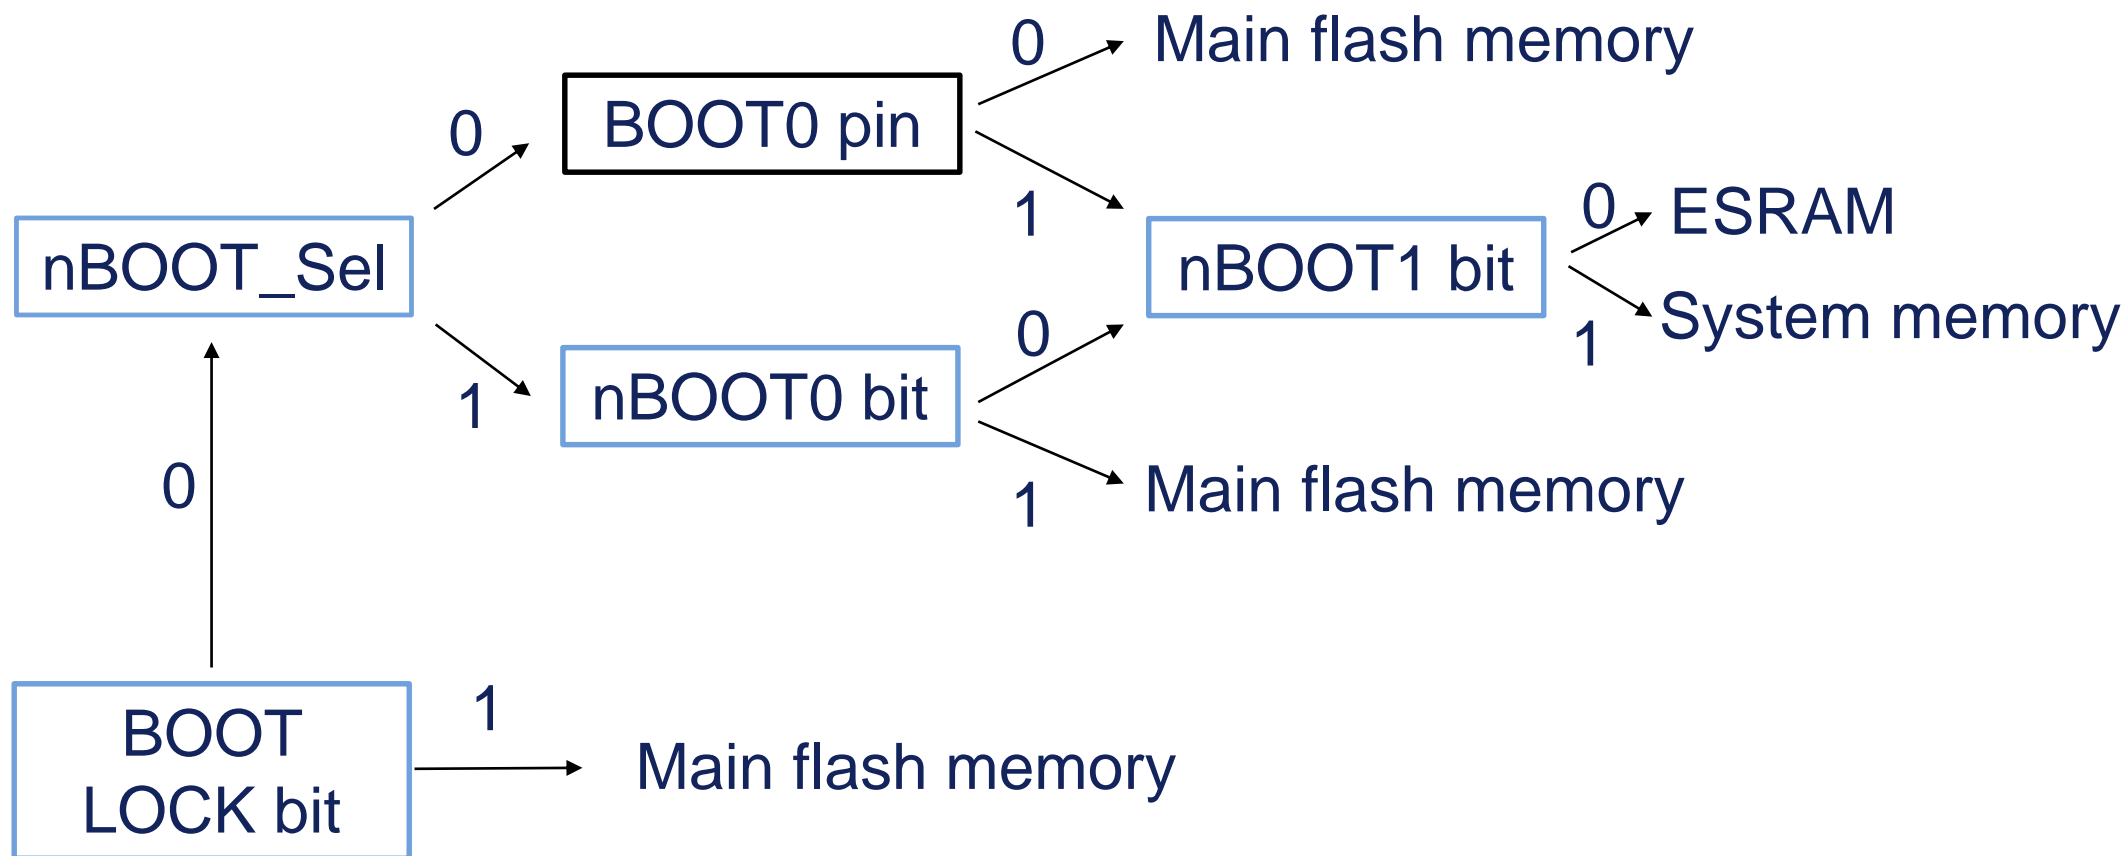 0
Main flash memory
BOOT0 pin
0
1
0
ESRAM
nBOOT_Sel
nBOOT1 bit
System memory
1
0
nBOOT0 bit
1
1
Main flash memory
0
BOOT
LOCK bit
1
Main flash memory